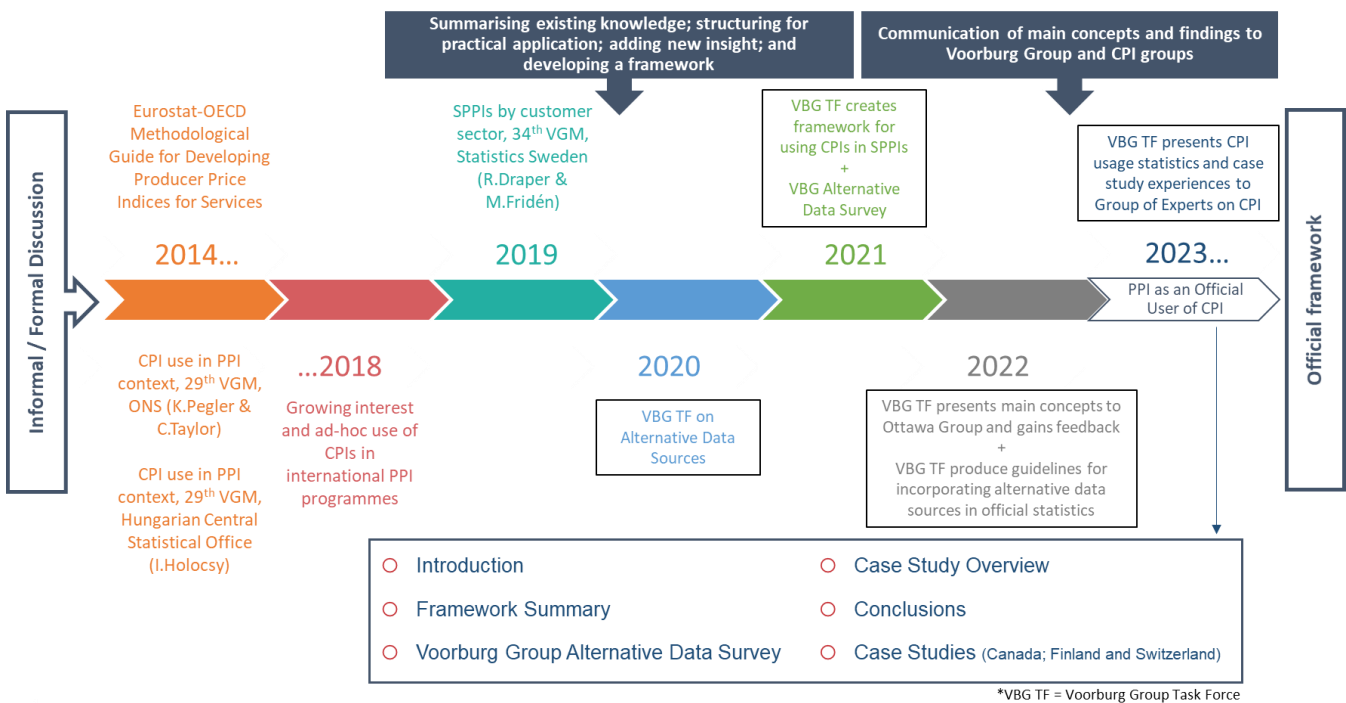 Summarising existing knowledge; structuring for
practical application; adding new insight; and
developing a framework
Communication of main concepts and findings to
Voorburg Group and CPI groups
Informal / Formal Discussion
Eurostat-OECD
Methodological
Guide for Developing
Producer Price
Indices for Services
SPPIs by customer
sector, 34th VGM,
Statistics Sweden
(R.Draper &
M.Fridén)
VBG TF creates
framework for
using CPIs in SPPIs
+
VBG Alternative
Data Survey
VBG TF presents CPI
usage statistics and case
study experiences to
Group of Experts on CPI
Official framework
2014...
2019
2021
2023...
PPI as an Official
User of CPI
CPI use in PPI
context, 29th VGM,
ONS (K.Pegler &
C.Taylor)
CPI use in PPI
context, 29th VGM,
Hungarian Central
Statistical Office
(I.Holocsy)
...2018
Growing interest
and ad-hoc use of
CPIs in
international PPI
programmes
2020
VBG TF on
Alternative Data
Sources
2022
VBG TF presents main concepts to
Ottawa Group and gains feedback
+
VBG TF produce guidelines for
incorporating alternative data
sources in official statistics
Introduction
Framework Summary
Voorburg Group Alternative Data Survey
Case Study Overview
Conclusions
Case Studies (Canada; Finland and Switzerland)
*VBG TF = Voorburg Group Task Force